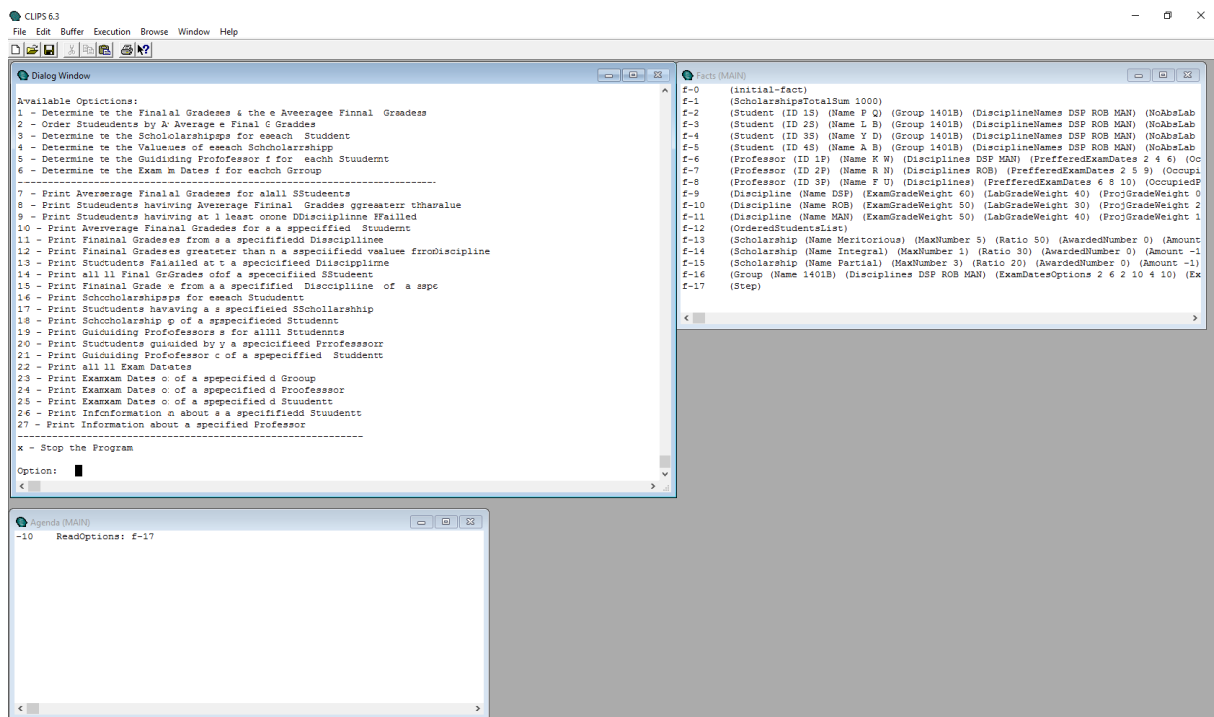 CLIPS 6.3
File Edit Buffer Execution Browse Window Help
Dialog Window
Available Optictions:
1 - Determine te the Finalal Gradeses & the e Aveeragee Finnal Graadess
2 - Order Studeudents by A Average e Final G Graddes
3 - Determine te the Scholoarshipsps for eseach Studdent
4 - Determine te the Valueues of eseach Schcholarrshipp
5 - Determine te the Guididing Profofessor f for eachh Stuudemnt
6 - Determine te the Exam m Dates f for eachch Grroup
7 - Print Averserage Finalal Gradeses for alall SStudeents
8 - Print Studeudents haviving Avererage Firinal Graddes ggreaterr thhavalue
9 - Print Studeudents haviving at l least orone DDisciiplinne FFailled
10 - Print Aververage Finanal Gradedes for s a sppeciffied Stuudernt
11 - Print Finainal Gradeses from s a specififiedd Disscipllinee
12 - Print Finainal Gradeses greateter than n a speciifiedd vaaluee frroDiscipline
13 - Print Stuctudents Faiailed at t a specicifieed Diiscipplime
14 - Print all ll Final GrGrades ofof a spececifiied SStudeent
15 - Print Finainal Grade e from a a specified Disccipliine of a sspc
16 - Print Schccholarshipsps for eseach Stududentt
17 - Print Stuctudents havaving a s specifieied SScholllarshhip
18 - Print Schccholarship p of a spspecifieced Sttudennt
19 - Print Guiduiding Profofessors s for allll Sttudennts
20 - Print Stuctudents guiuided by y a specicifieed Prrofesssorr
21 - Print Guiduiding Profofessor c of a spepeciffied Studdentt
22 - Print all ll Exam Datates
23 - Print Examxam Dates o: of a spepecified d Grooup
24 - Print Examxam Dates o: of a spepecified d Proofesssor
25 - Print Examxam Dates o: of a spepecified d Stuudentt
26 - Print Infcnformation n about s a specififiedd Stuudentt
27 - Print Information about a specified Professor
x - Stop the Program
Option:
Facts (MAIN)
f-0 (initial-fact)
f-1 (ScholarshipsTotalSum 1000)
f-2 (Student (ID 1S) (Name P Q) (Group 1401B) (DisciplineNames DSP ROB MAN) (NoAbsLab
f-3 (Student (ID 2S) (Name L B) (Group 1401B) (DisciplineNames DSP ROB MAN) (NoAbsLab
f-4 (Student (ID 3S) (Name Y D) (Group 1401B) (DisciplineNames DSP ROB MAN) (NoAbsLab
f-5 (Student (ID 4S) (Name A B) (Group 1401B) (DisciplineNames DSP ROB MAN) (NoAbsLab
f-6 (Professor (ID 1P) (Name K W) (Disciplines DSP MAN) (PrefferedExamDates 2 4 6) (Oc
f-7 (Professor (ID 2P) (Name R N) (Disciplines ROB) (PrefferedExamDates 2 5 9) (Occupi
f-8 (Professor (ID 3P) (Name F U) (Disciplines) (PrefferedExamDates 6 8 10) (OccupiedP
f-9 (Discipline (Name DSP) (ExamGradeWeight 60) (LabGradeWeight 40) (ProjGradeWeight 0
f-10 (Discipline (Name ROB) (ExamGradeWeight 50) (LabGradeWeight 30) (ProjGradeWeight 2
f-11 (Discipline (Name MAN) (ExamGradeWeight 50) (LabGradeWeight 40) (ProjGradeWeight 1
f-12 (OrderedStudentsList)
f-13 (Scholarship (Name Meritorious) (MaxNumber 5) (Ratio 50) (AwardedNumber 0) (Amount
f-14 (Scholarship (Name Integral) (MaxNumber 1) (Ratio 30) (AwardedNumber 0) (Amount -1
f-15 (Scholarship (Name Partial) (MaxNumber 3) (Ratio 20) (AwardedNumber 0) (Amount -1)
f-16 (Group (Name 1401B) (Disciplines DSP ROB MAN) (ExamDatesOptions 2 6 2 10 4 10) (Ex
f-17 (Step)
Agenda (MAIN)
-10 ReadOptions: f-17